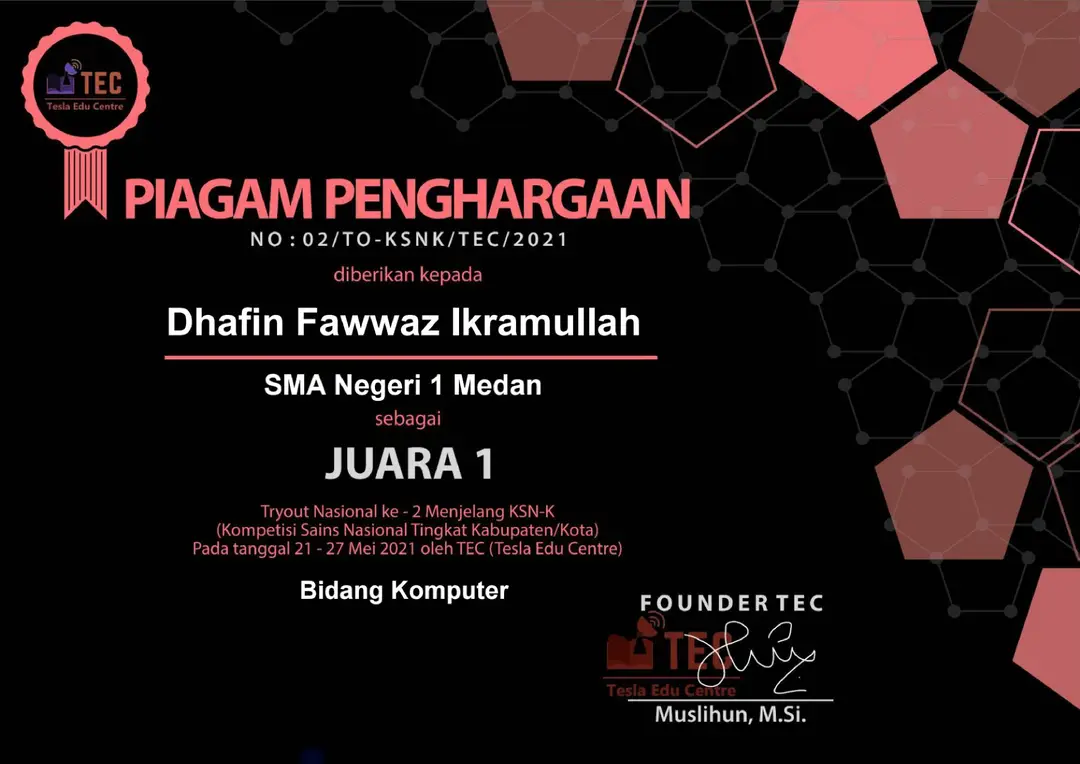 TEC
Tesla Edu Centre
PIAGAM PENGHARGAAN
NO : 02/TO-KSNK/TEC/2021
diberikan kepada
Dhafin Fawwaz Ikramullah
SMA Negeri 1 Medan
sebagai
JUARA 1
Tryout Nasional ke - 2 Menjelang KSN-K
(Kompetisi Sains Nasional Tingkat Kabupaten/Kota)
Pada tanggal 21 - 27 Mei 2021 oleh TEC (Tesla Edu Centre)
Bidang Komputer
FOUNDER TEC
TEC
Tesla Edu Centre
Muslihun, M.Si.